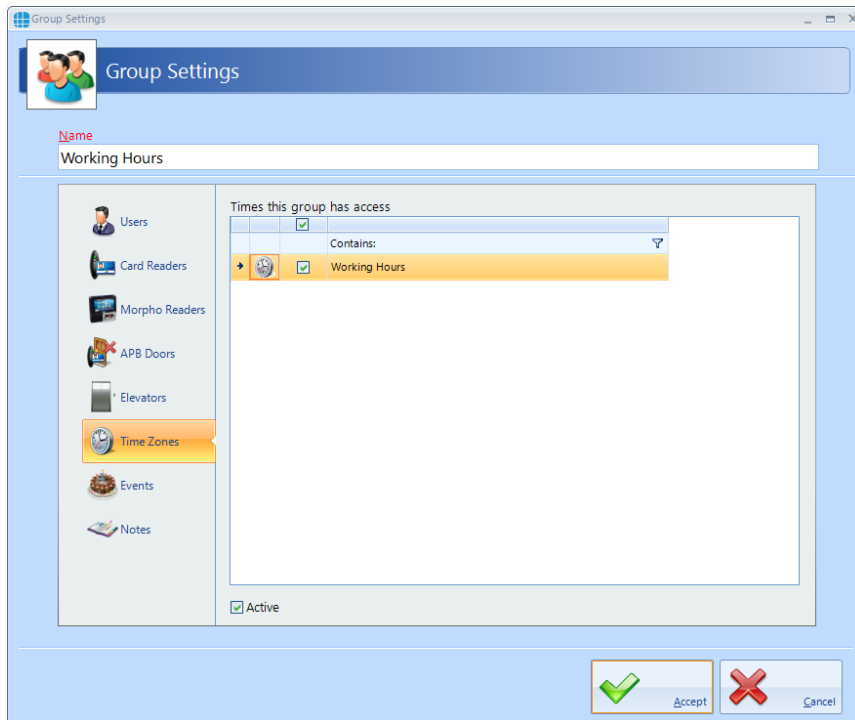 Group Settings
Group Settings
Name
Working Hours
Users
Card Readers
Morpho Readers
APB Doors
Elevators
Time Zones
Events
Notes
Times this group has access
Contains:
Working Hours
Active
Accept
Cancel